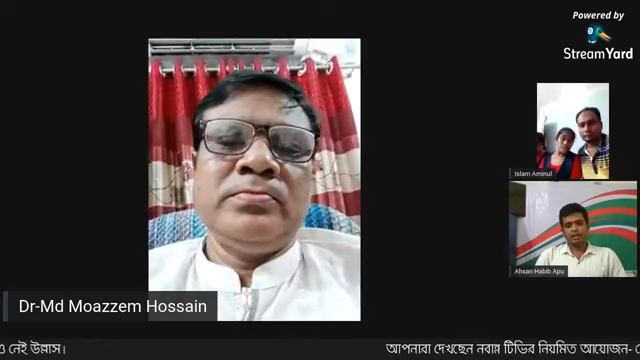 Powered by
StreamYard
Islam Aminul
Ahsan Habib Apu
Dr-Md Moazzem Hossain
নেই উল্লাস।
আপনারা দেখছেন নবান্ন টিভির নিয়মিত আয়োজন-